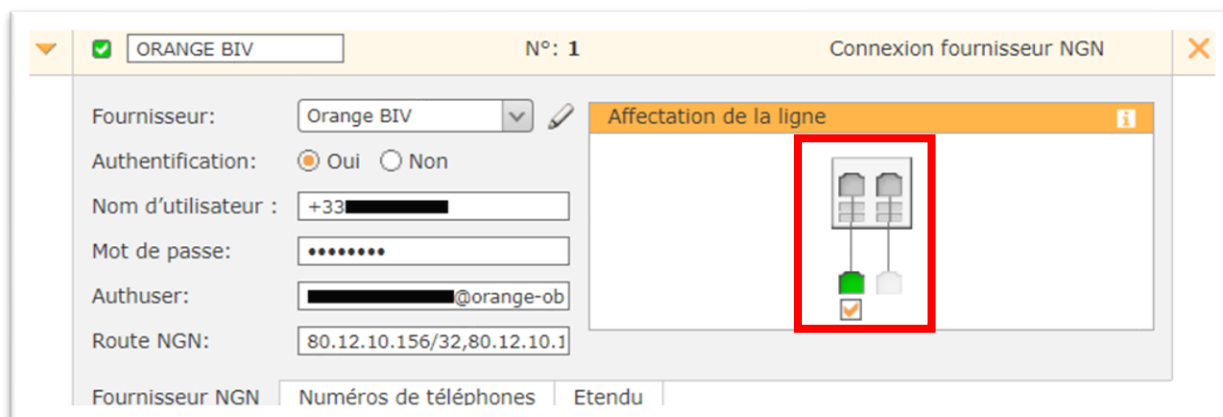 ORANGE BIV N°: 1 Connexion fournisseur NGN
Fournisseur: Orange BIV
Affectation de la ligne
Authentification: Oui Non
Nom d'utilisateur : +33
Mot de passe: ••••••••
Authuser: @orange-ob
Route NGN: 80.12.10.156/32,80.12.10.1
Fournisseur NGN Numéros de téléphones Etendu